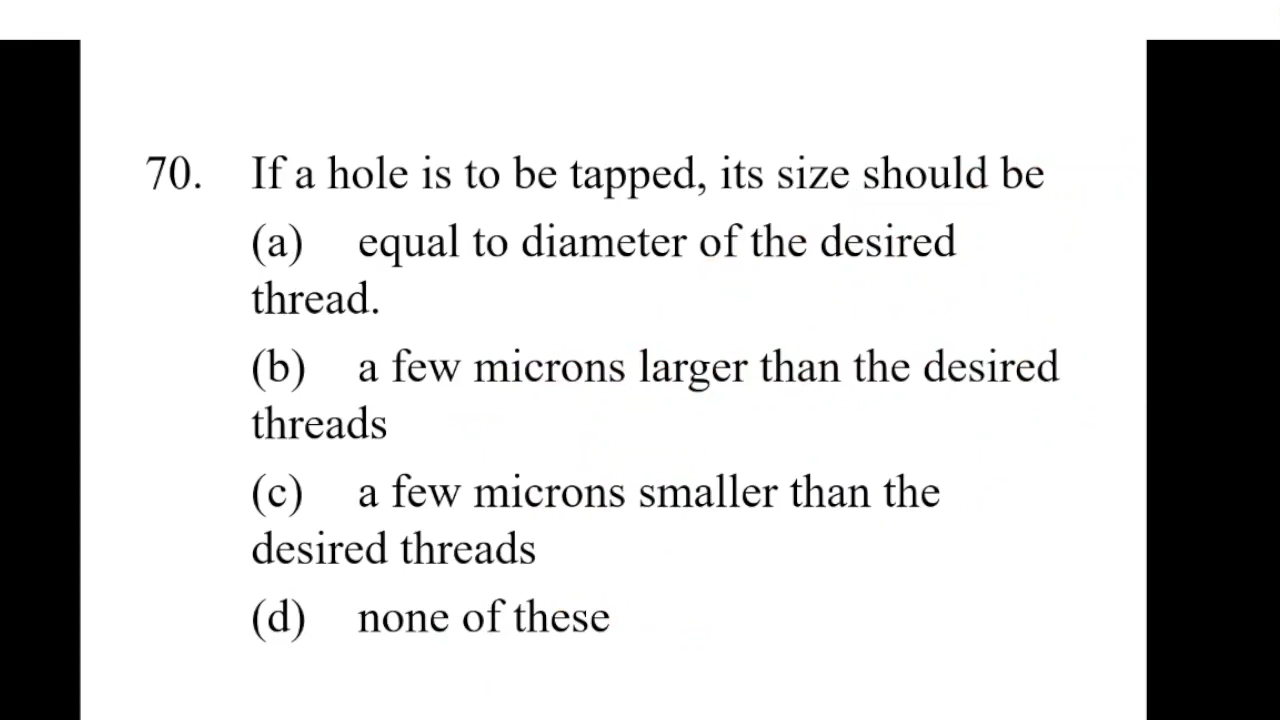 70. If a hole is to be tapped, its size should be
(a) equal to diameter of the desired
thread.
(b) a few microns larger than the desired
threads
(c) a few microns smaller than the
desired threads
(d) none of these